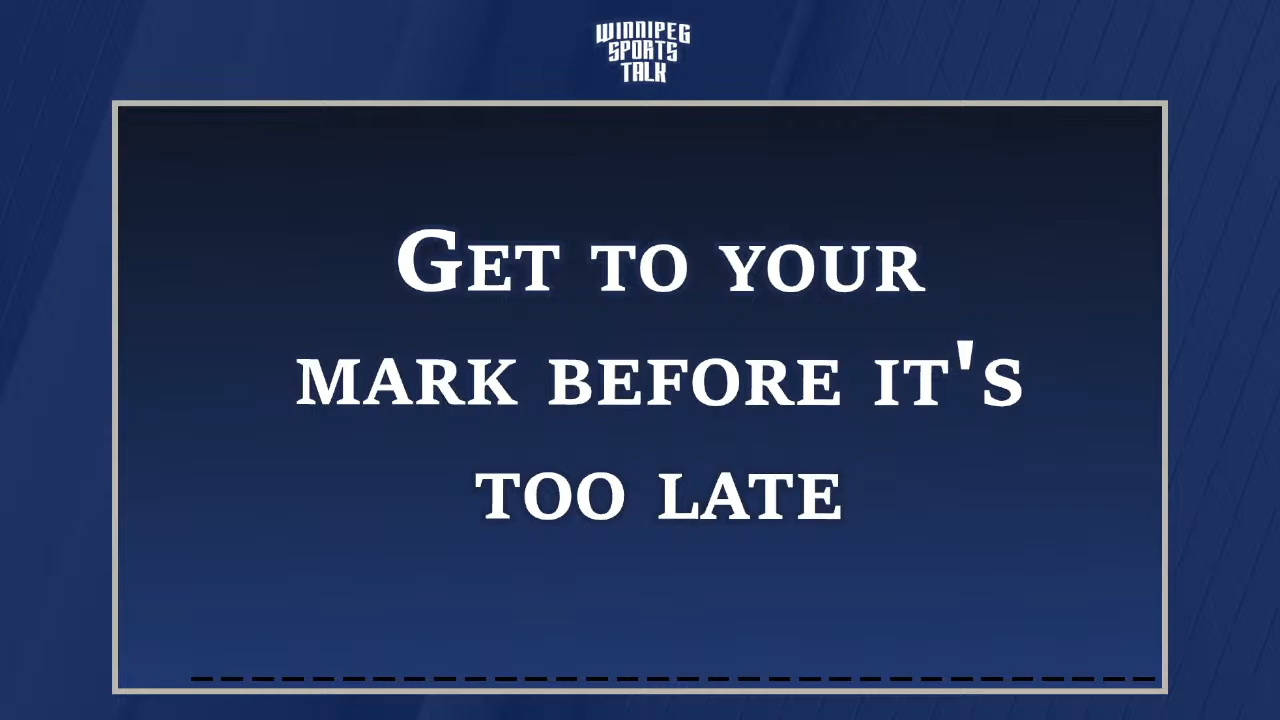 WINNIPEG
SPORTS
TALK
Get to your
mark before it's
too late